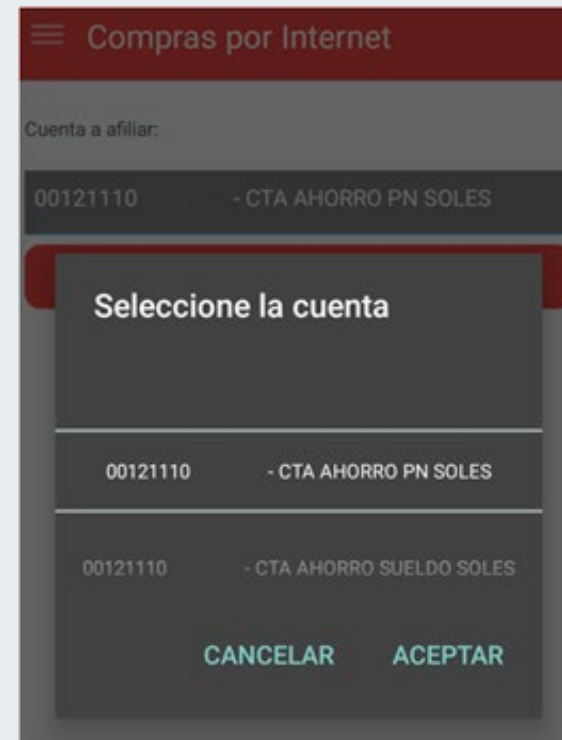 Compras por Internet
Cuenta a afiliar:
00121110 - CTA AHORRO PN SOLES
Seleccione la cuenta
00121110 - CTA AHORRO PN SOLES
00121110 - CTA AHORRO SUELDO SOLES
CANCELAR ACEPTAR